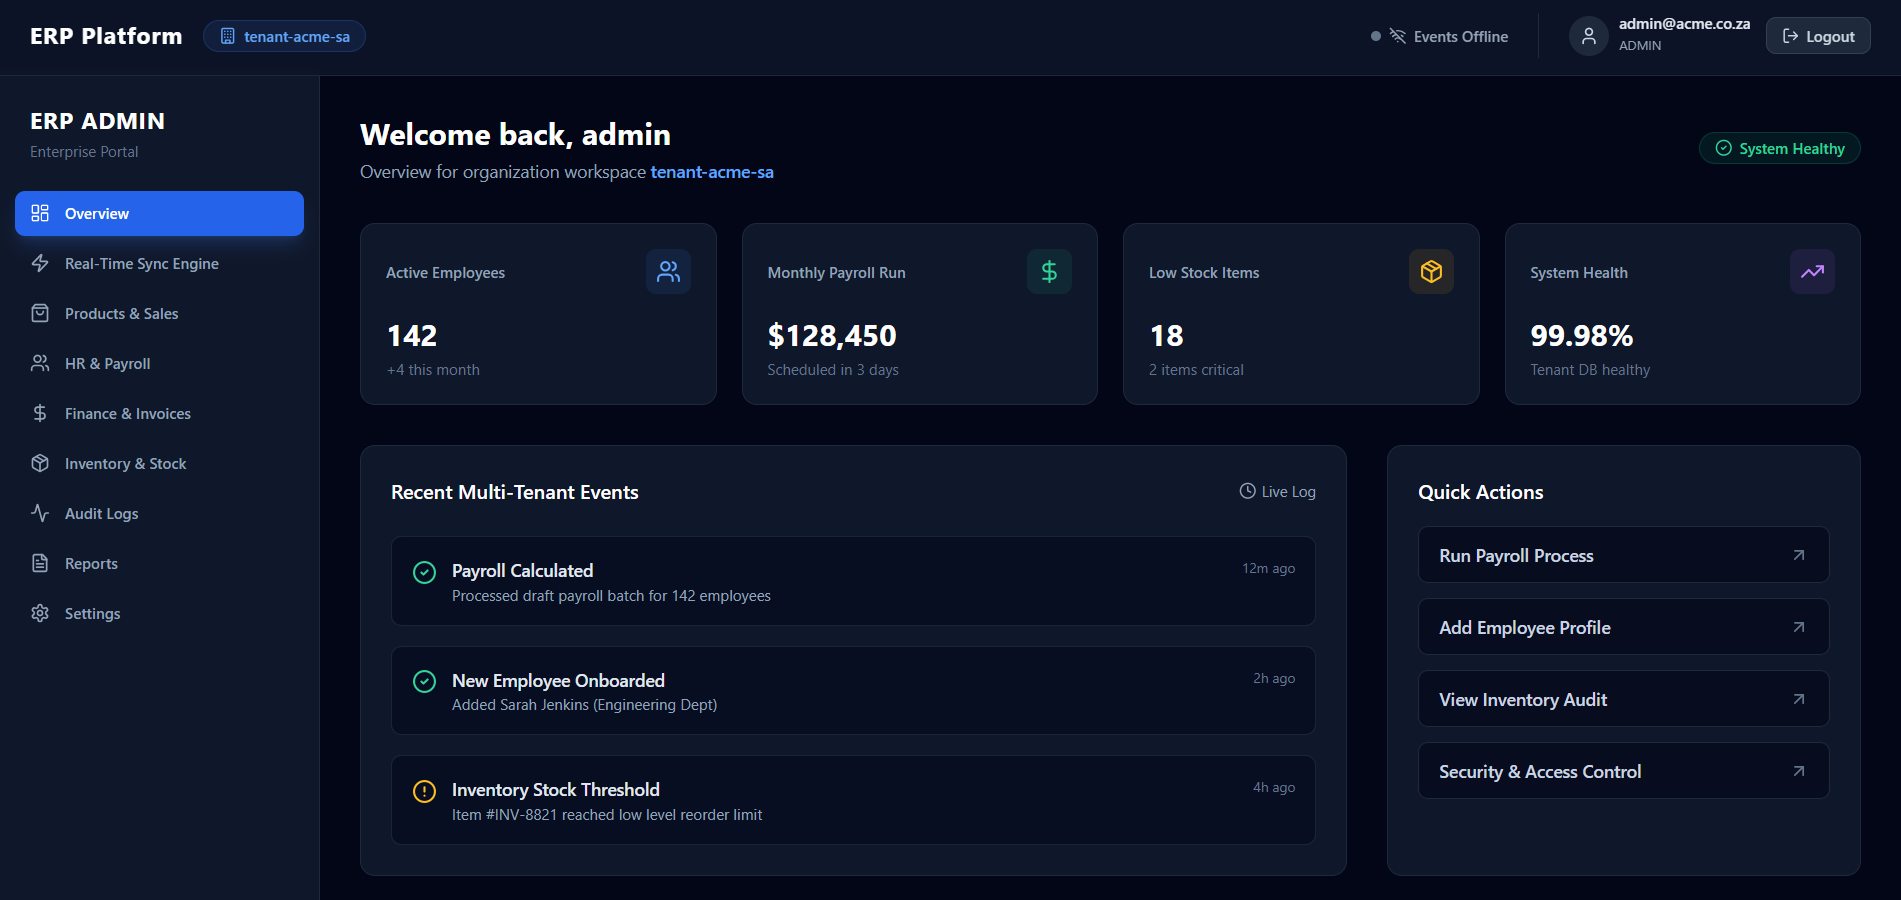 ERP Platform
tenant-acme-sa
Events Offline
admin@acme.co.za
ADMIN
Logout
ERP ADMIN
Enterprise Portal
Overview
Real-Time Sync Engine
Products & Sales
HR & Payroll
Finance & Invoices
Inventory & Stock
Audit Logs
Reports
Settings
Welcome back, admin
Overview for organization workspace tenant-acme-sa
System Healthy
Active Employees
142
+4 this month
Monthly Payroll Run
$128,450
Scheduled in 3 days
Low Stock Items
18
2 items critical
System Health
99.98%
Tenant DB healthy
Recent Multi-Tenant Events
Live Log
Payroll Calculated
12m ago
Processed draft payroll batch for 142 employees
New Employee Onboarded
2h ago
Added Sarah Jenkins (Engineering Dept)
Inventory Stock Threshold
4h ago
Item #INV-8821 reached low level reorder limit
Quick Actions
Run Payroll Process
Add Employee Profile
View Inventory Audit
Security & Access Control